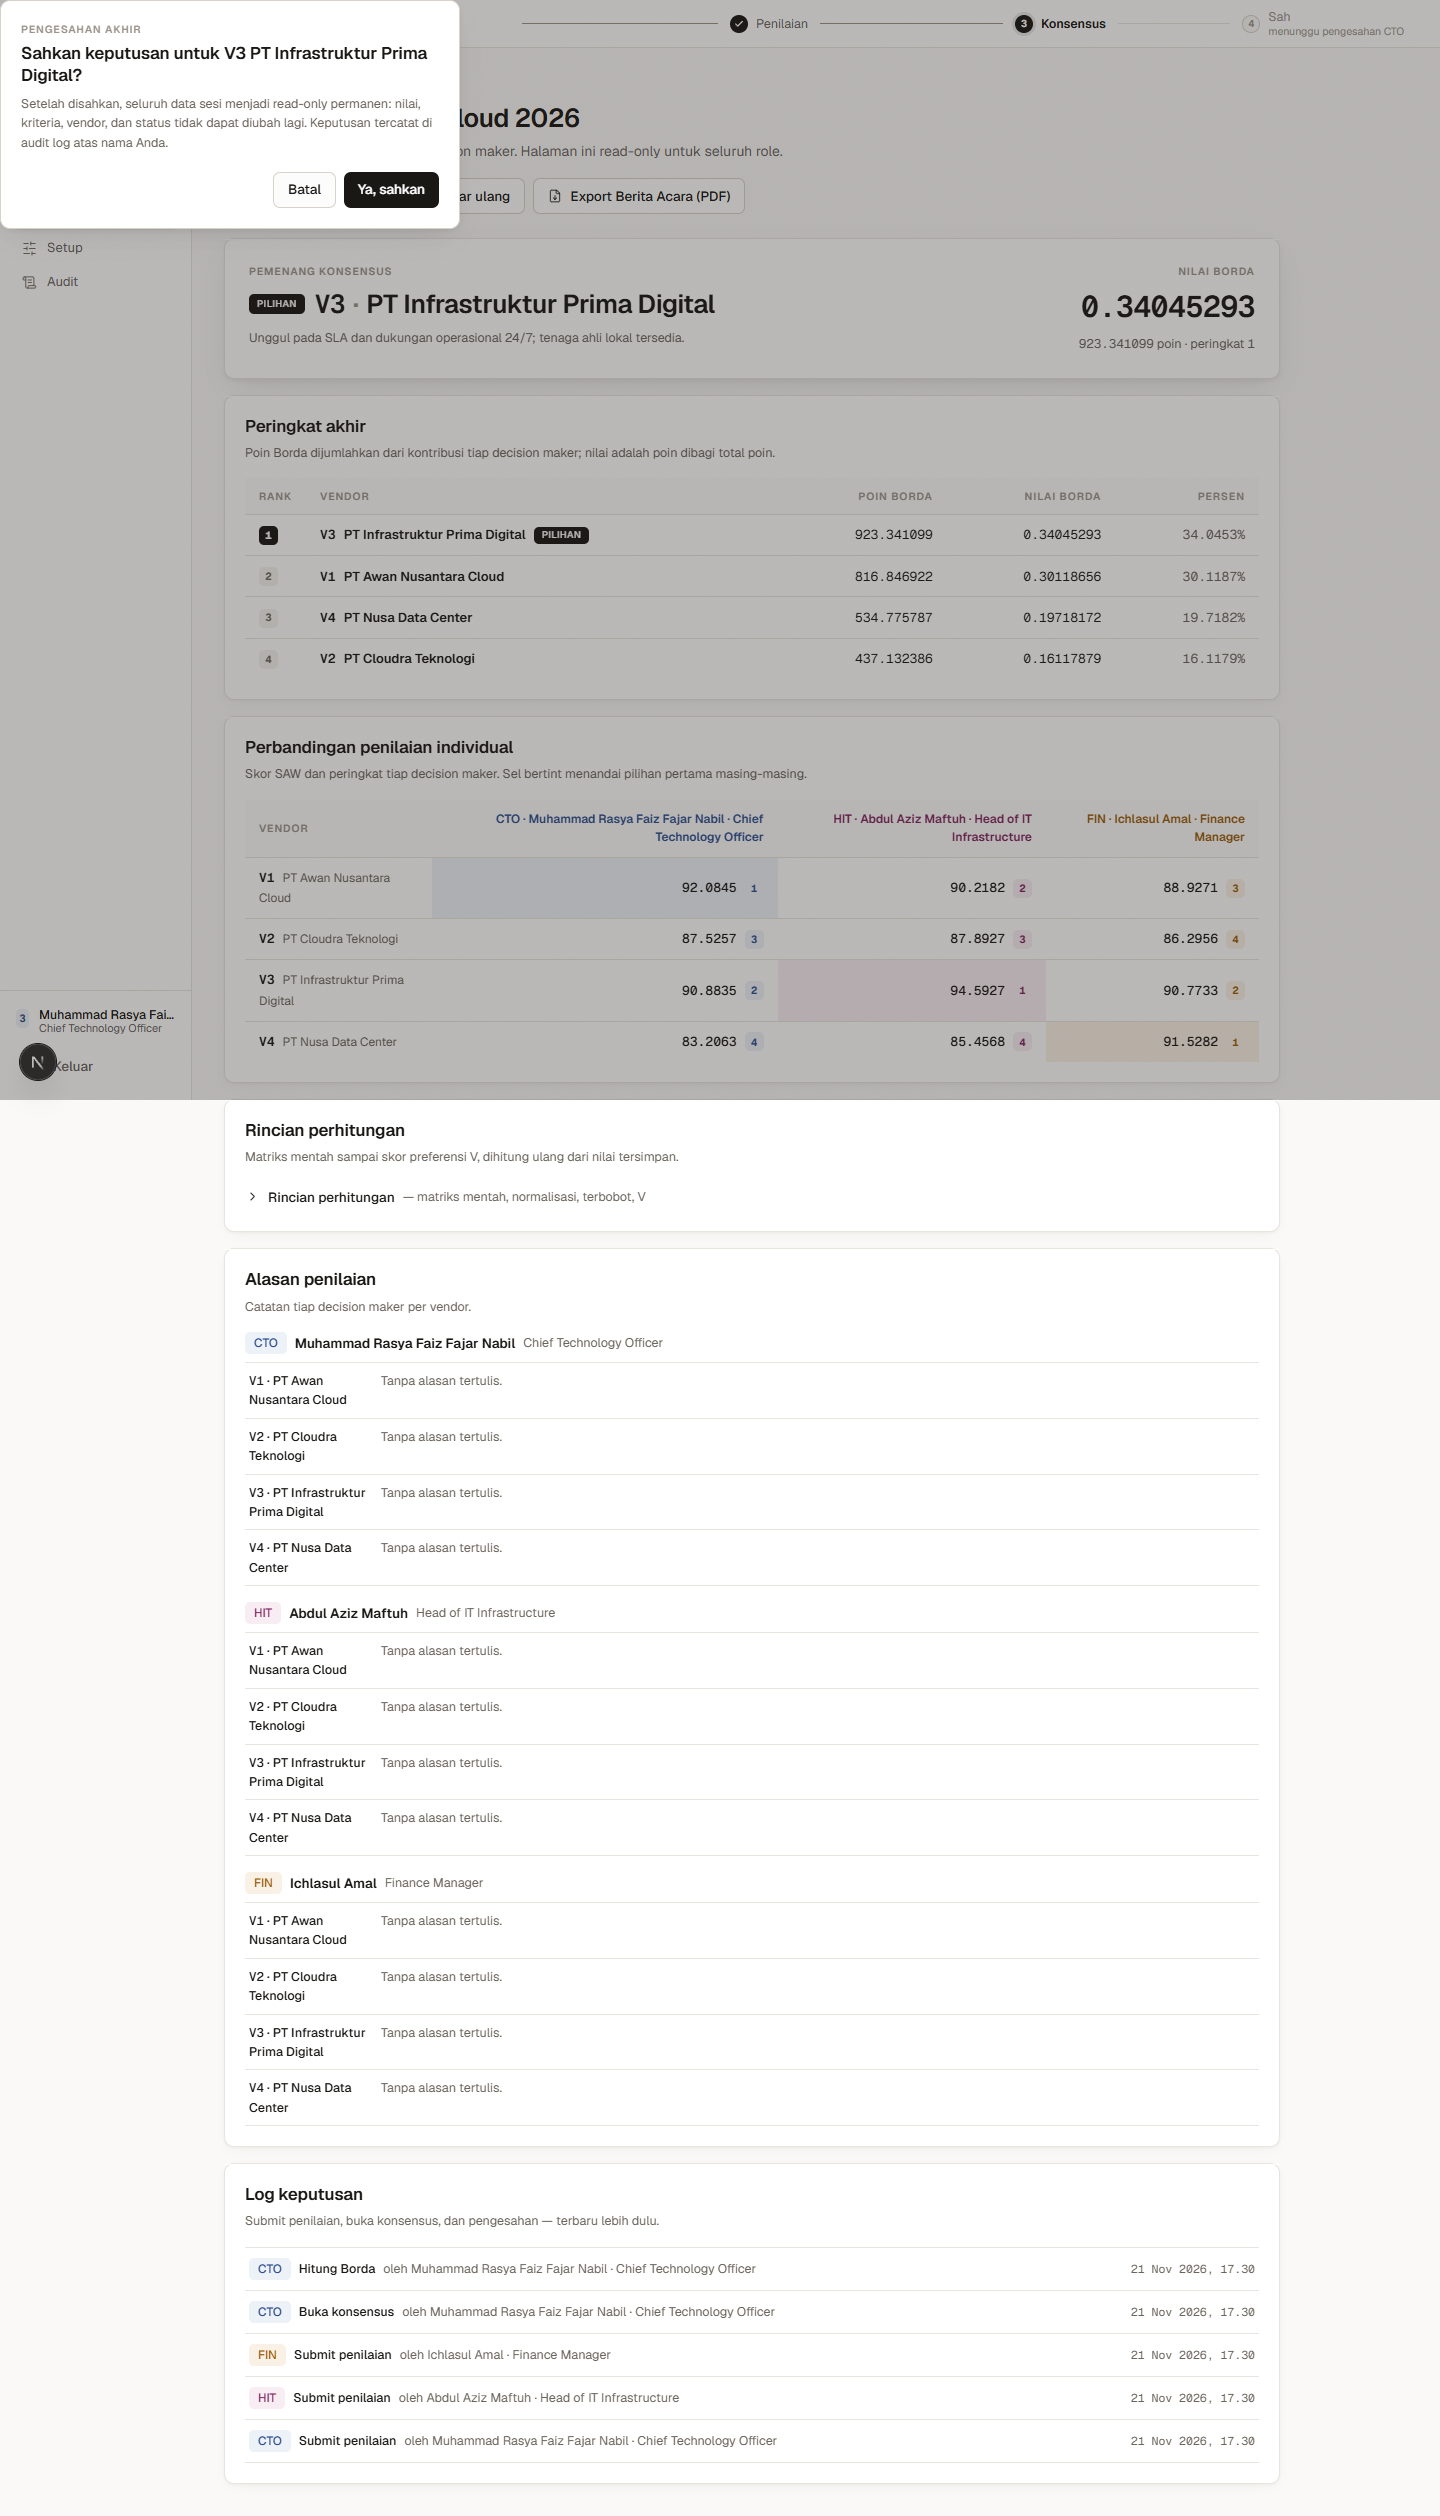 PENGESAHAN AKHIR
Sahkan keputusan untuk V3 PT Infrastruktur Prima
Digital?
Setelah disahkan, seluruh data sesi menjadi read-only permanen: nilai,
kriteria, vendor, dan status tidak dapat diubah lagi. Keputusan tercatat di
audit log atas nama Anda.
Batal
Ya, sahkan
Penilaian
3 Konsensus
4 Sah
menunggu pengesahan CTO
loud 2026
on maker. Halaman ini read-only untuk seluruh role.
ar ulang
Export Berita Acara (PDF)
Setup
Audit
3 Muhammad Rasya Fai...
Chief Technology Officer
N Keluar
PEMENANG KONSENSUS
NILAI BORDA
PILIHAN V3 · PT Infrastruktur Prima Digital
0.34045293
Unggul pada SLA dan dukungan operasional 24/7; tenaga ahli lokal tersedia.
923.341099 poin · peringkat 1
Peringkat akhir
Poin Borda dijumlahkan dari kontribusi tiap decision maker; nilai adalah poin dibagi total poin.
RANK VENDOR POIN BORDA NILAI BORDA PERSEN
1 V3 PT Infrastruktur Prima Digital PILIHAN 923.341099 0.34045293 34.0453%
2 V1 PT Awan Nusantara Cloud 816.846922 0.30118656 30.1187%
3 V4 PT Nusa Data Center 534.775787 0.19718172 19.7182%
4 V2 PT Cloudra Teknologi 437.132386 0.16117879 16.1179%
Perbandingan penilaian individual
Skor SAW dan peringkat tiap decision maker. Sel bertint menandai pilihan pertama masing-masing.
VENDOR
CTO · Muhammad Rasya Faiz Fajar Nabil · Chief
Technology Officer
HIT · Abdul Aziz Maftuh · Head of IT
Infrastructure
FIN · Ichlasul Amal · Finance
Manager
V1 PT Awan Nusantara
Cloud
92.0845 1 90.2182 2 88.9271 3
V2 PT Cloudra Teknologi 87.5257 3 87.8927 3 86.2956 4
V3 PT Infrastruktur Prima
Digital
90.8835 2 94.5927 1 90.7733 2
V4 PT Nusa Data Center 83.2063 4 85.4568 4 91.5282 1
Rincian perhitungan
Matriks mentah sampai skor preferensi V, dihitung ulang dari nilai tersimpan.
Rincian perhitungan — matriks mentah, normalisasi, terbobot, V
Alasan penilaian
Catatan tiap decision maker per vendor.
CTO Muhammad Rasya Faiz Fajar Nabil Chief Technology Officer
V1 · PT Awan
Nusantara Cloud
Tanpa alasan tertulis.
V2 · PT Cloudra
Teknologi
Tanpa alasan tertulis.
V3 · PT Infrastruktur
Prima Digital
Tanpa alasan tertulis.
V4 · PT Nusa Data
Center
Tanpa alasan tertulis.
HIT Abdul Aziz Maftuh Head of IT Infrastructure
V1 · PT Awan
Nusantara Cloud
Tanpa alasan tertulis.
V2 · PT Cloudra
Teknologi
Tanpa alasan tertulis.
V3 · PT Infrastruktur
Prima Digital
Tanpa alasan tertulis.
V4 · PT Nusa Data
Center
Tanpa alasan tertulis.
FIN Ichlasul Amal Finance Manager
V1 · PT Awan
Nusantara Cloud
Tanpa alasan tertulis.
V2 · PT Cloudra
Teknologi
Tanpa alasan tertulis.
V3 · PT Infrastruktur
Prima Digital
Tanpa alasan tertulis.
V4 · PT Nusa Data
Center
Tanpa alasan tertulis.
Log keputusan
Submit penilaian, buka konsensus, dan pengesahan — terbaru lebih dulu.
CTO Hitung Borda oleh Muhammad Rasya Faiz Fajar Nabil · Chief Technology Officer 21 Nov 2026, 17.30
CTO Buka konsensus oleh Muhammad Rasya Faiz Fajar Nabil · Chief Technology Officer 21 Nov 2026, 17.30
FIN Submit penilaian oleh Ichlasul Amal · Finance Manager 21 Nov 2026, 17.30
HIT Submit penilaian oleh Abdul Aziz Maftuh · Head of IT Infrastructure 21 Nov 2026, 17.30
CTO Submit penilaian oleh Muhammad Rasya Faiz Fajar Nabil · Chief Technology Officer 21 Nov 2026, 17.30